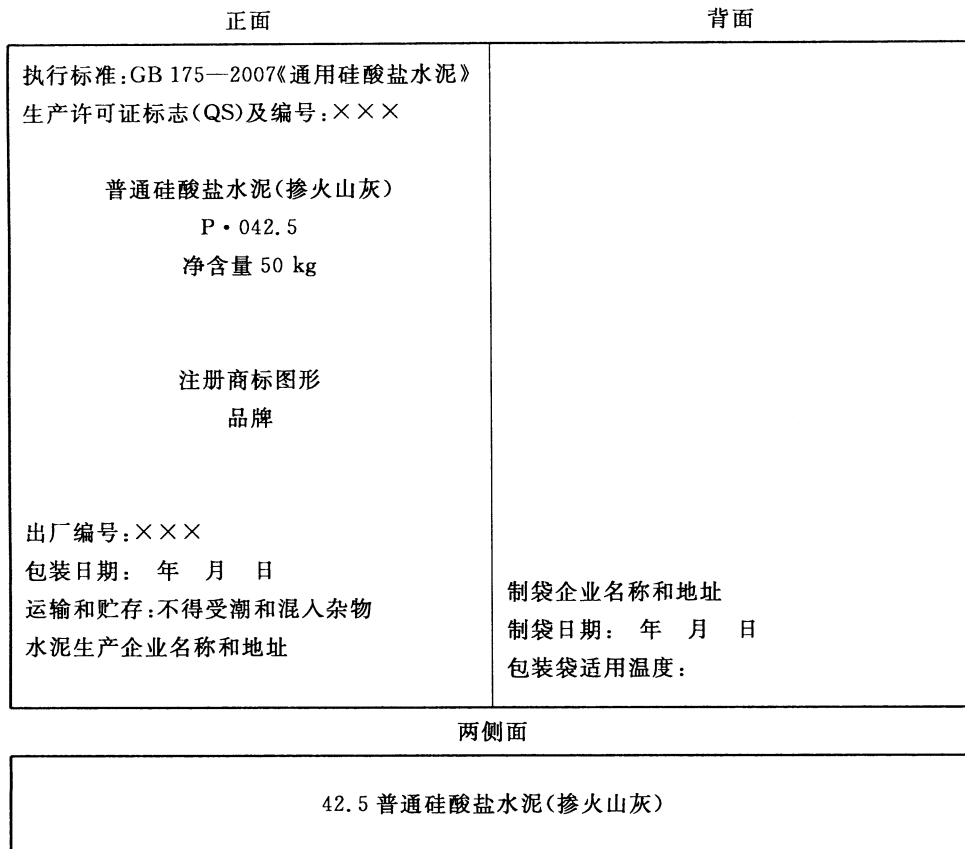 正面
背面
执行标准:GB 175—2007《通用硅酸盐水泥》
生产许可证标志(QS)及编号:×××
普通硅酸盐水泥(掺火山灰)
P·042.5
净含量 50 kg
注册商标图形
品牌
出厂编号:×××
包装日期: 年 月 日
运输和贮存:不得受潮和混入杂物
水泥生产企业名称和地址
制袋企业名称和地址
制袋日期: 年 月 日
包装袋适用温度:
两侧面
42.5 普通硅酸盐水泥(掺火山灰)